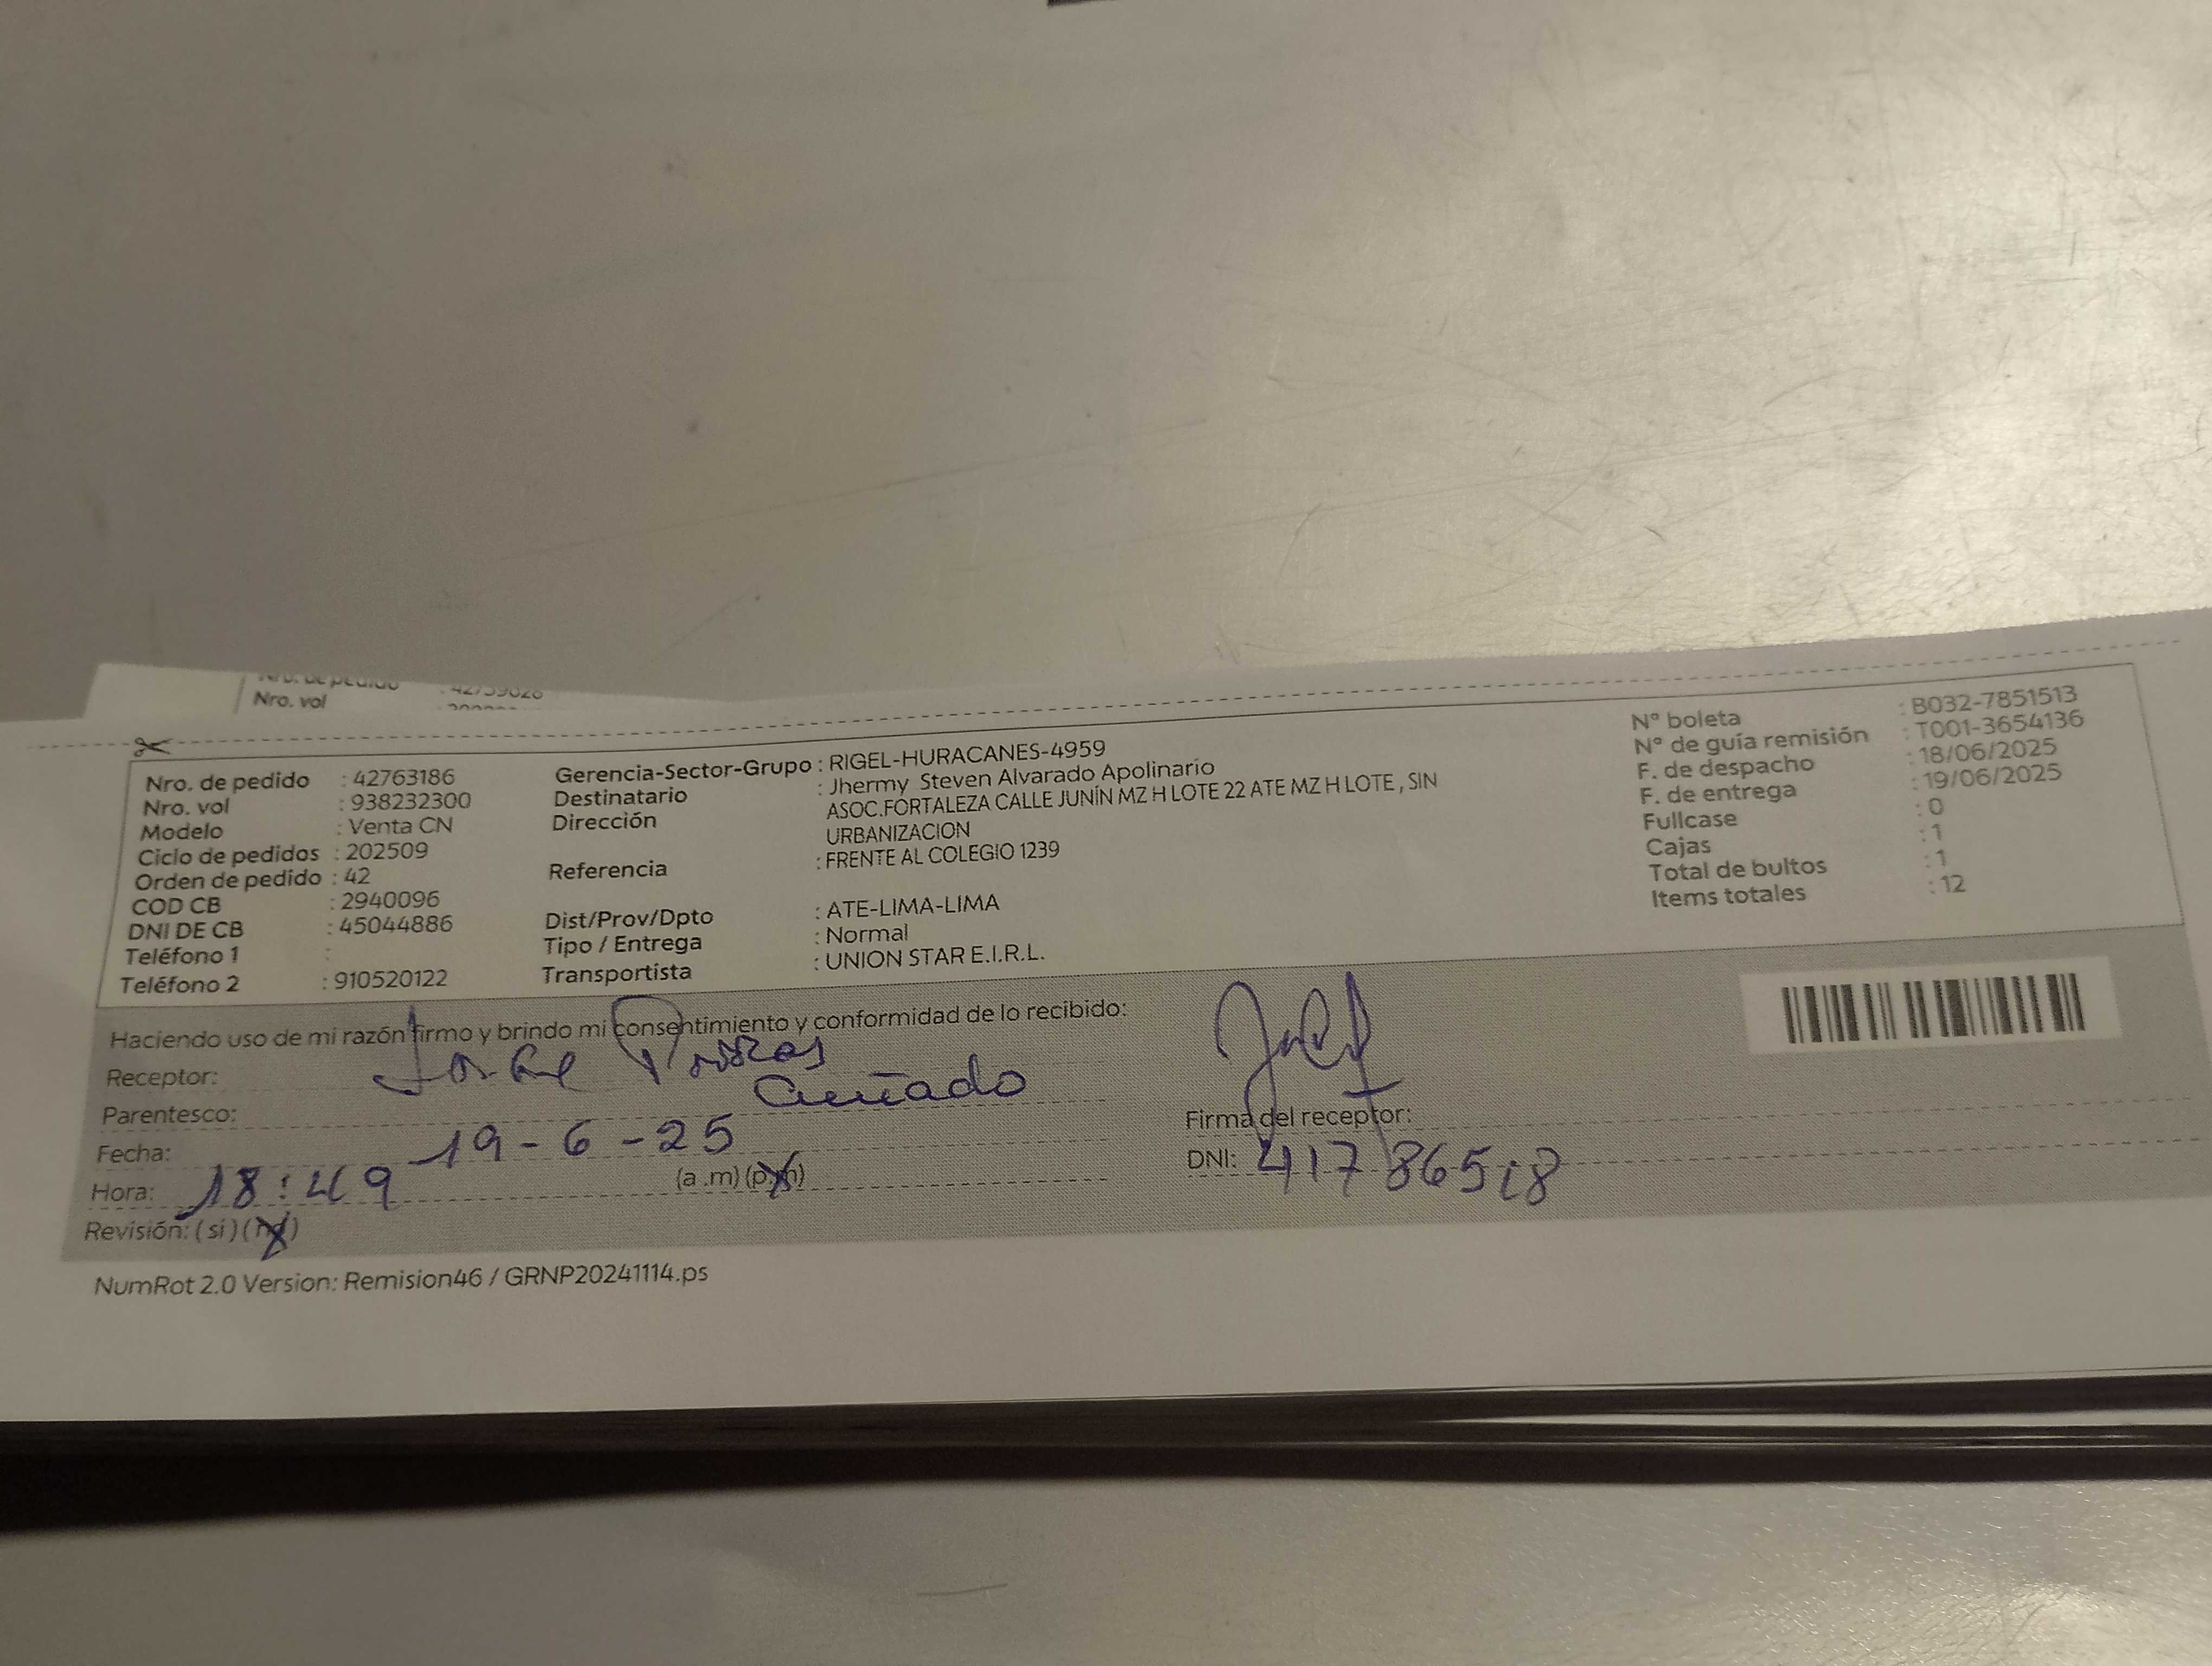 Nro. vol
Nro. de pedido : 42763186
Nro. vol : 938232300
Modelo : Venta CN
Ciclo de pedidos : 202509
Orden de pedido : 42
COD CB : 2940096
DNI DE CB : 45044886
Teléfono 1 :
Teléfono 2 : 910520122
Gerencia-Sector-Grupo : RIGEL-HURACANES-4959
Destinatario : Jhermy Steven Alvarado Apolinario
Dirección ASOC.FORTALEZA CALLE JUNÍN MZ H LOTE 22 ATE MZ H LOTE , SIN
URBANIZACION
Referencia : FRENTE AL COLEGIO 1239
Dist/Prov/Dpto : ATE-LIMA-LIMA
Tipo / Entrega : Normal
Transportista : UNION STAR E.I.R.L.
N° boleta : B032-7851513
N° de guía remisión : T001-3654136
F. de despacho : 18/06/2025
F. de entrega : 19/06/2025
Fullcase : 0
Cajas : 1
Total de bultos : 1
Items totales : 12
Haciendo uso de mi razón firmo y brindo mi consentimiento y conformidad de lo recibido:
Receptor: Jorge
Parentesco: Cuñado
Fecha: 19-6-25
Hora: 18:49 (a .m) (p.m)
Revisión: ( si ) ( no )
Firma del receptor:
DNI: 41786518
NumRot 2.0 Version: Remision46 / GRNP20241114.ps